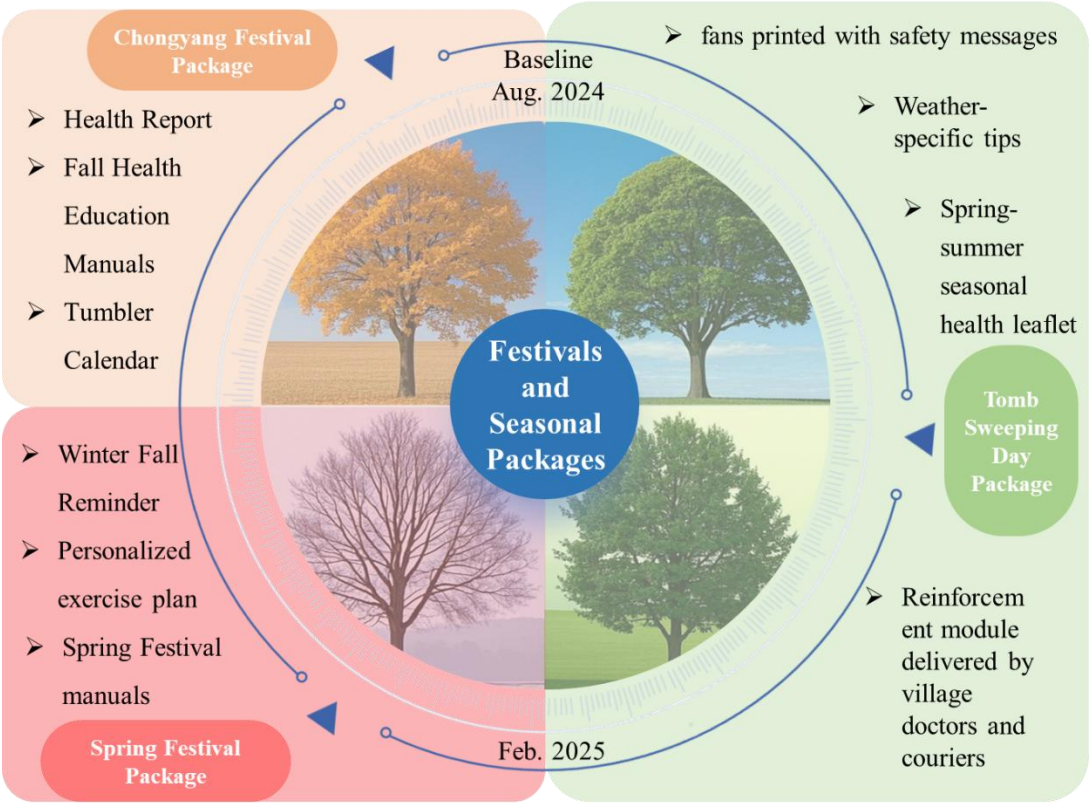 Chongyang Festival
Package
➢ Health Report
➢ Fall Health
Education
Manuals
➢ Tumbler
Calendar
Baseline
Aug. 2024
➢ fans printed with safety messages
➢ Weather-
specific tips
➢ Spring-
summer
seasonal
health leaflet
Festivals
and
Seasonal
Packages
Tomb
Sweeping
Day
Package
➢ Winter Fall
Reminder
➢ Personalized
exercise plan
➢ Spring Festival
manuals
Spring Festival
Package
Feb. 2025
➢ Reinforcem
ent module
delivered by
village
doctors and
couriers